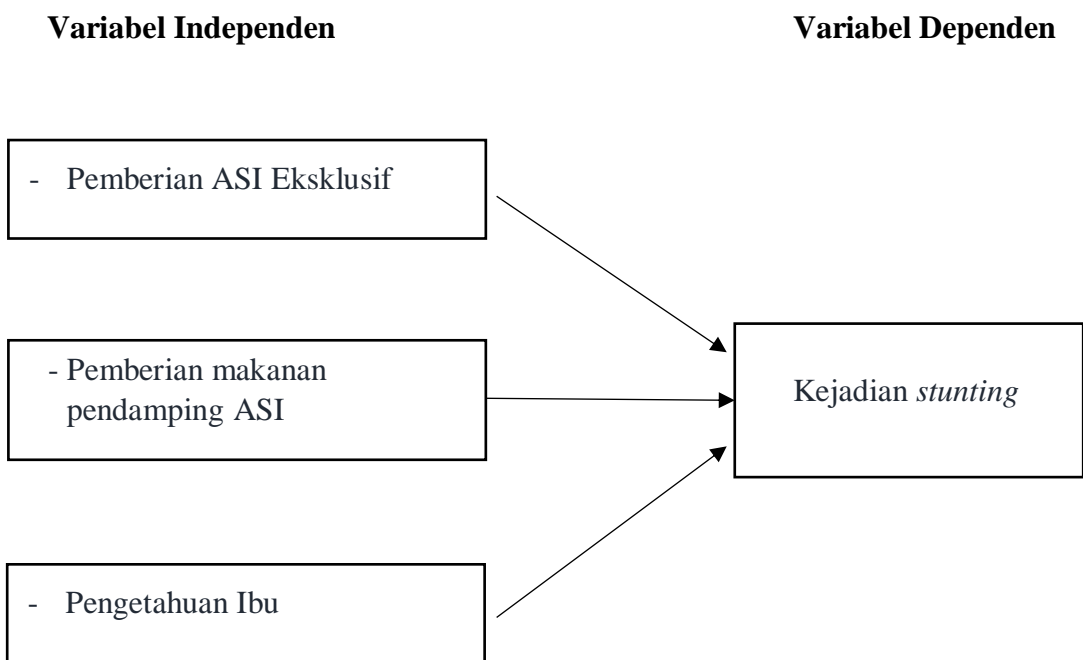 Variabel Independen
Variabel Dependen
- Pemberian ASI Eksklusif
- Pemberian makanan
pendamping ASI
Kejadian stunting
- Pengetahuan Ibu